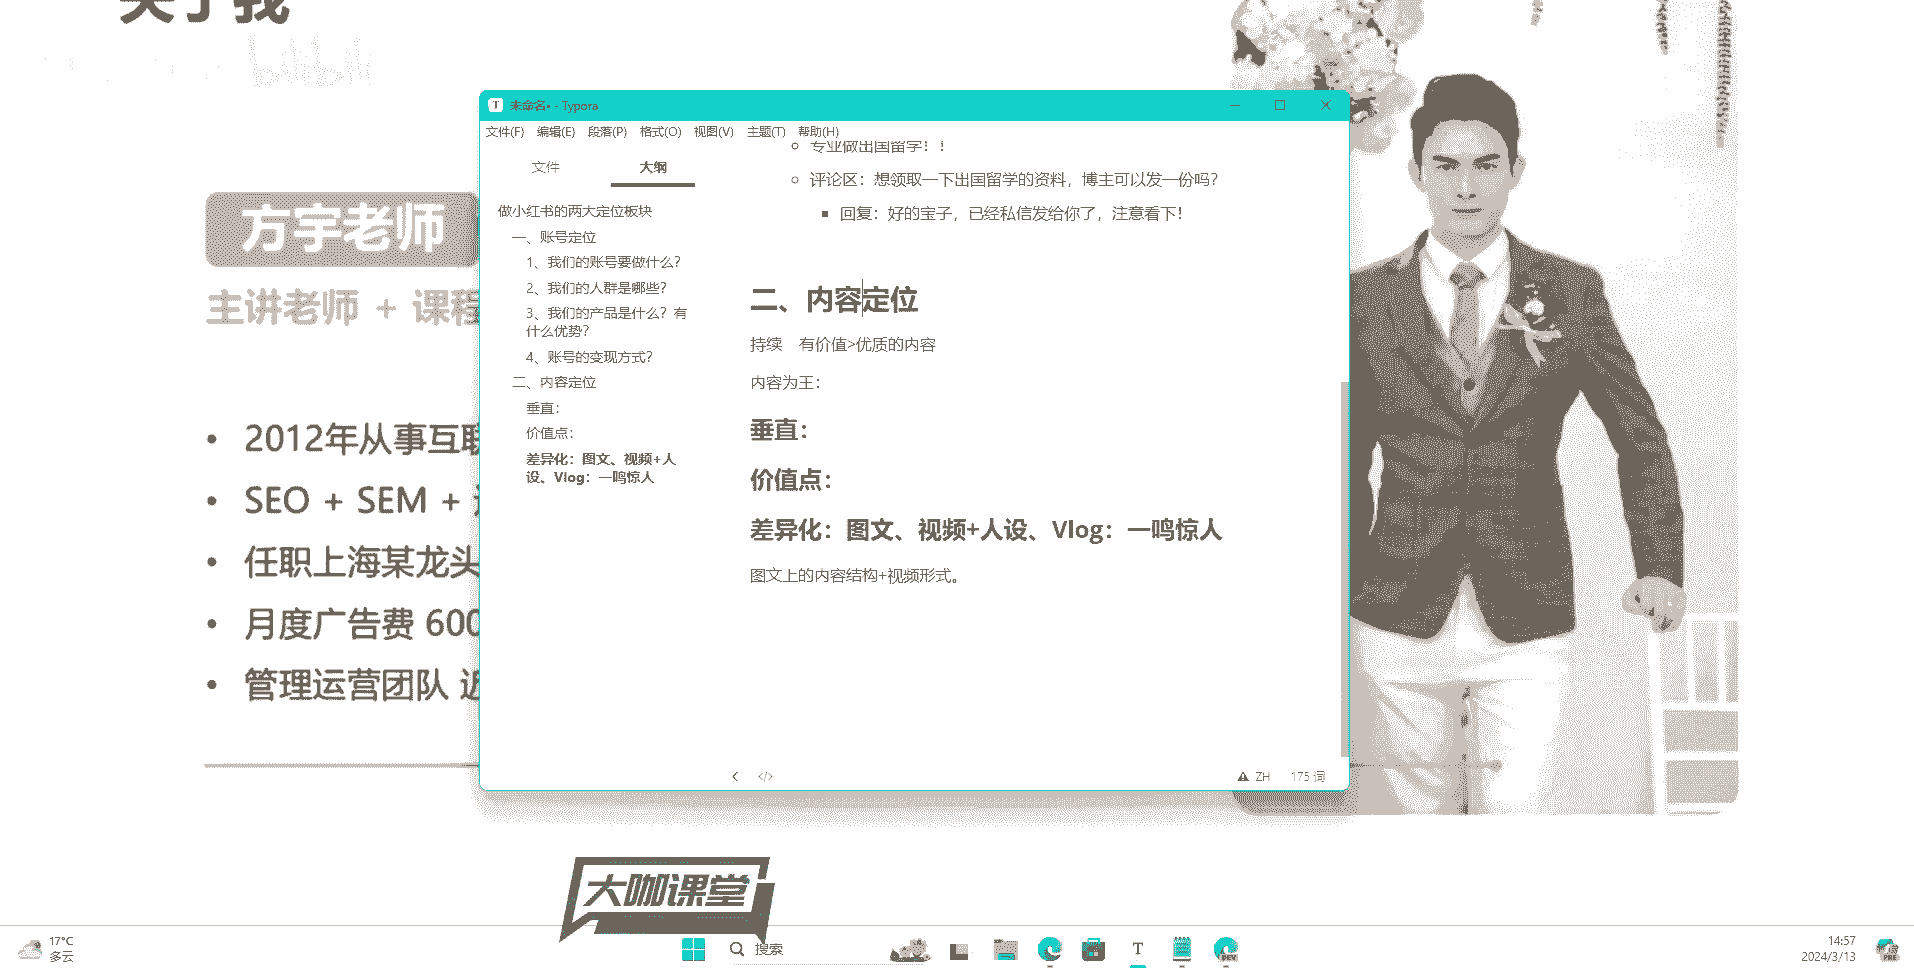 关于我
bilibili
方宇老师
主讲老师 + 课程
• 2012年从事互联
• SEO + SEM +
• 任职上海某龙头
• 月度广告费 600
• 管理运营团队 近
未命名• - Typora
文件(F) 编辑(E) 段落(P) 格式(O) 视图(V) 主题(T) 帮助(H)
文件 大纲
做小红书的两大定位板块
一、账号定位
1、我们的账号要做什么？
2、我们的人群是哪些？
3、我们的产品是什么？有
什么优势？
4、账号的变现方式？
二、内容定位
垂直：
价值点：
差异化：图文、视频+人
设、Vlog：一鸣惊人
专业做出国留学！！
评论区：想领取一下出国留学的资料，博主可以发一份吗？
回复：好的宝子，已经私信发给你了，注意看下！
二、内容定位
持续 有价值>优质的内容
内容为王：
垂直：
价值点：
差异化：图文、视频+人设、Vlog：一鸣惊人
图文上的内容结构+视频形式。
</> ZH 175 词
大咖课堂
17°C
多云
搜索
14:57
2024/3/13